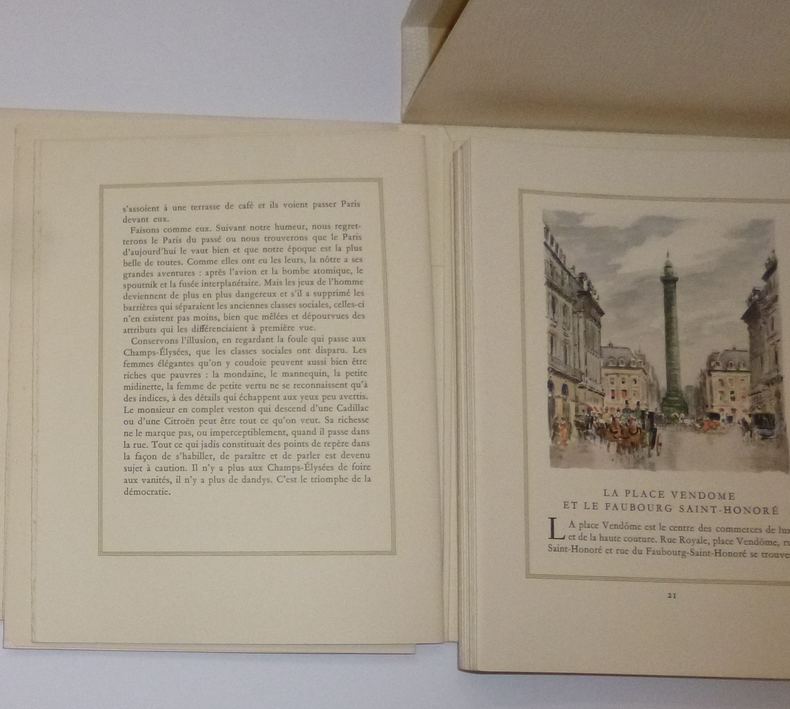 s'assoient à une terrasse de café et ils voient passer Paris
devant eux.
Faisons comme eux. Suivant notre humeur, nous regret-
terons le Paris du passé ou nous trouverons que le Paris
d'aujourd'hui le vaut bien et que notre époque est la plus
belle de toutes. Comme elles ont eu les leurs, la nôtre a ses
grandes aventures : après l'avion et la bombe atomique, le
spoutnik et la fusée interplanétaire. Mais les jeux de l'homme
deviennent de plus en plus dangereux et s'il a supprimé les
barrières qui séparaient les anciennes classes sociales, celles-ci
n'en existent pas moins, bien que mêlées et dépourvues des
attributs qui les différenciaient à première vue.
Conservons l'illusion, en regardant la foule qui passe aux
Champs-Élysées, que les classes sociales ont disparu. Les
femmes élégantes qu'on y coudoie peuvent aussi bien être
riches que pauvres : la mondaine, le mannequin, la petite
midinette, la femme de petite vertu ne se reconnaissent qu'à
des indices, à des détails qui échappent aux yeux peu avertis.
Le monsieur en complet veston qui descend d'une Cadillac
ou d'une Citroën peut être tout ce qu'on veut. Sa richesse
ne le marque pas, ou imperceptiblement, quand il passe dans
la rue. Tout ce qui jadis constituait des points de repère dans
la façon de s'habiller, de paraître et de parler est devenu
sujet à caution. Il n'y a plus aux Champs-Élysées de foire
aux vanités, il n'y a plus de dandys. C'est le triomphe de la
démocratie.
LA PLACE VENDOME
ET LE FAUBOURG SAINT-HONORÉ
LA place Vendôme est le centre des commerces de
et de la haute couture. Rue Royale, place Vendôme,
Saint-Honoré et rue du Faubourg-Saint-Honoré se
21